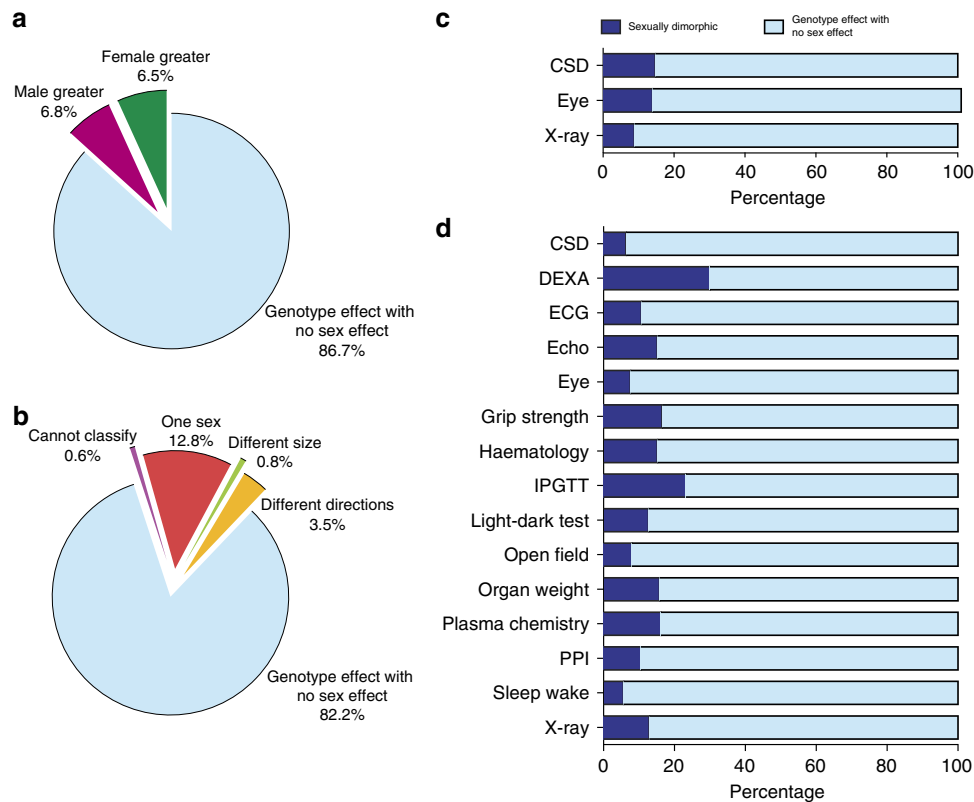 a
Female greater
6.5%
Male greater
6.8%
Genotype effect with
no sex effect
86.7%
b
Cannot classify
0.6%
One sex
12.8%
Different size
0.8%
Different directions
3.5%
Genotype effect with
no sex effect
82.2%
c
Sexually dimorphic
Genotype effect with
no sex effect
CSD
Eye
X-ray
0 20 40 60 80 100
Percentage
d
CSD
DEXA
ECG
Echo
Eye
Grip strength
Haematology
IPGTT
Light-dark test
Open field
Organ weight
Plasma chemistry
PPI
Sleep wake
X-ray
0 20 40 60 80 100
Percentage